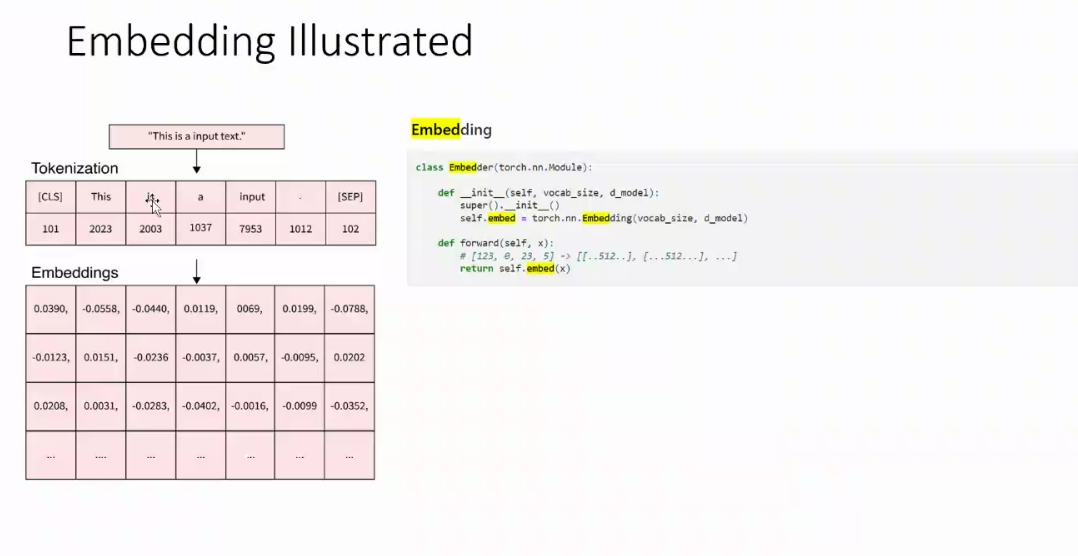 Embedding Illustrated
"This is a input text."
Tokenization
[CLS] This is a input . [SEP]
101 2023 2003 1037 7953 1012 102
Embeddings
0.0390, -0.0558, -0.0440, 0.0119, 0069, 0.0199, -0.0788,
-0.0123, 0.0151, -0.0236 -0.0037, 0.0057, -0.0095, 0.0202
0.0208, 0.0031, -0.0283, -0.0402, -0.0016, -0.0099 -0.0352,
... .... ... ... ... ... ...
Embedding
class Embedder(torch.nn.Module):
def __init__(self, vocab_size, d_model):
super().__init__()
self.embed = torch.nn.Embedding(vocab_size, d_model)
def forward(self, x):
# [123, 0, 23, 5] -> [[..512..], [...512...], ...]
return self.embed(x)